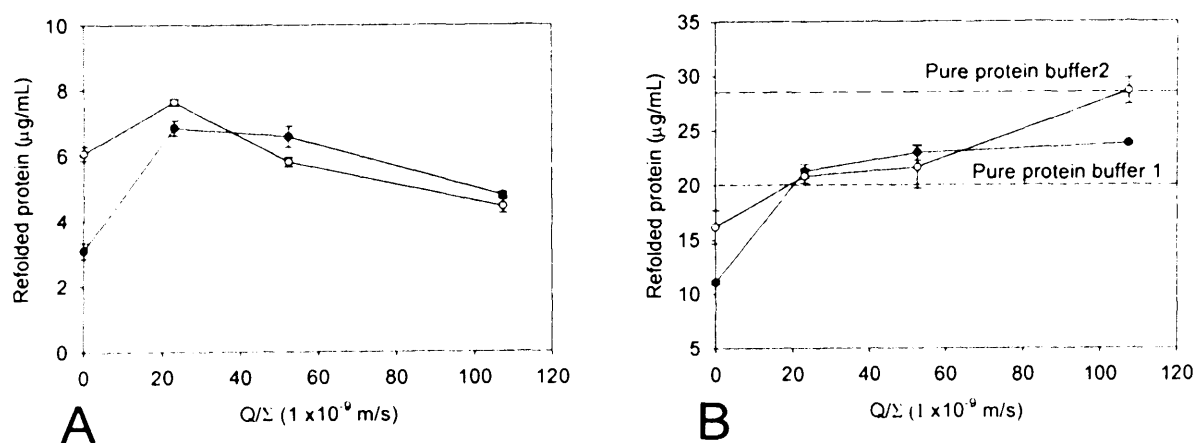 Refolded protein (µg/mL)
10
8
6
4
2
0
0 20 40 60 80 100 120
Q/Σ (1 x10⁻⁹ m/s)
A
Refolded protein (µg/mL)
35
30
25
20
15
10
5
Pure protein buffer2
Pure protein buffer 1
0 20 40 60 80 100 120
Q/Σ (1 x10⁻⁹ m/s)
B